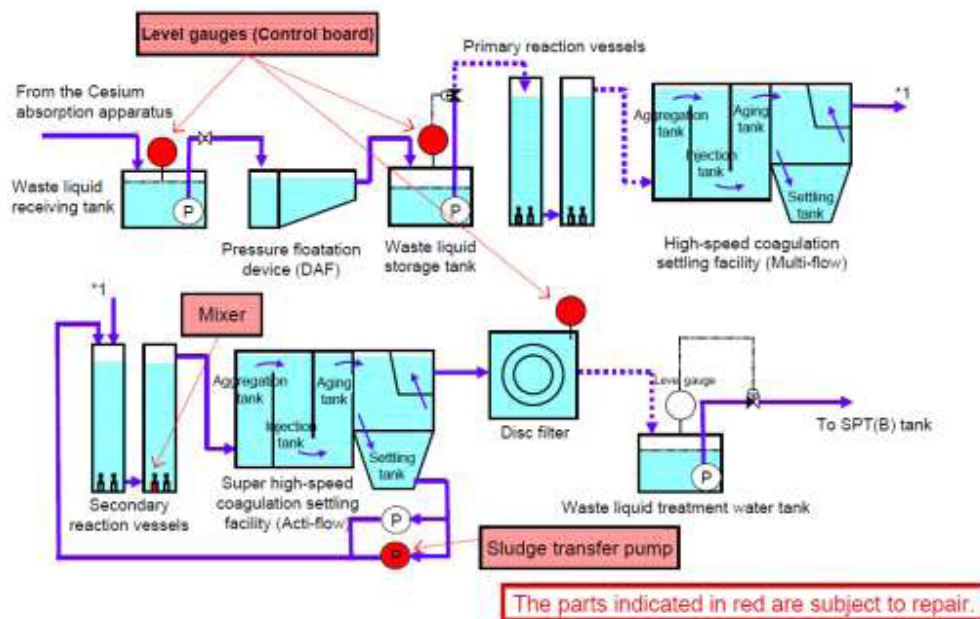 Level gauges (Control board)
Primary reaction vessels
From the Cesium
absorption apparatus
*1
Aggregation
tank
Aging
tank
Injection
tank
Settling
tank
Waste liquid
receiving tank
P
P
Pressure floatation
device (DAF)
Waste liquid
storage tank
High-speed coagulation
settling facility (Multi-flow)
*1
Mixer
Aggregation
tank
Aging
tank
Injection
tank
Settling
tank
Level gauge
Disc filter
To SPT(B) tank
P
Secondary
reaction vessels
Super high-speed
coagulation settling
facility (Acti-flow)
Waste liquid treatment water tank
P
P
Sludge transfer pump
The parts indicated in red are subject to repair.